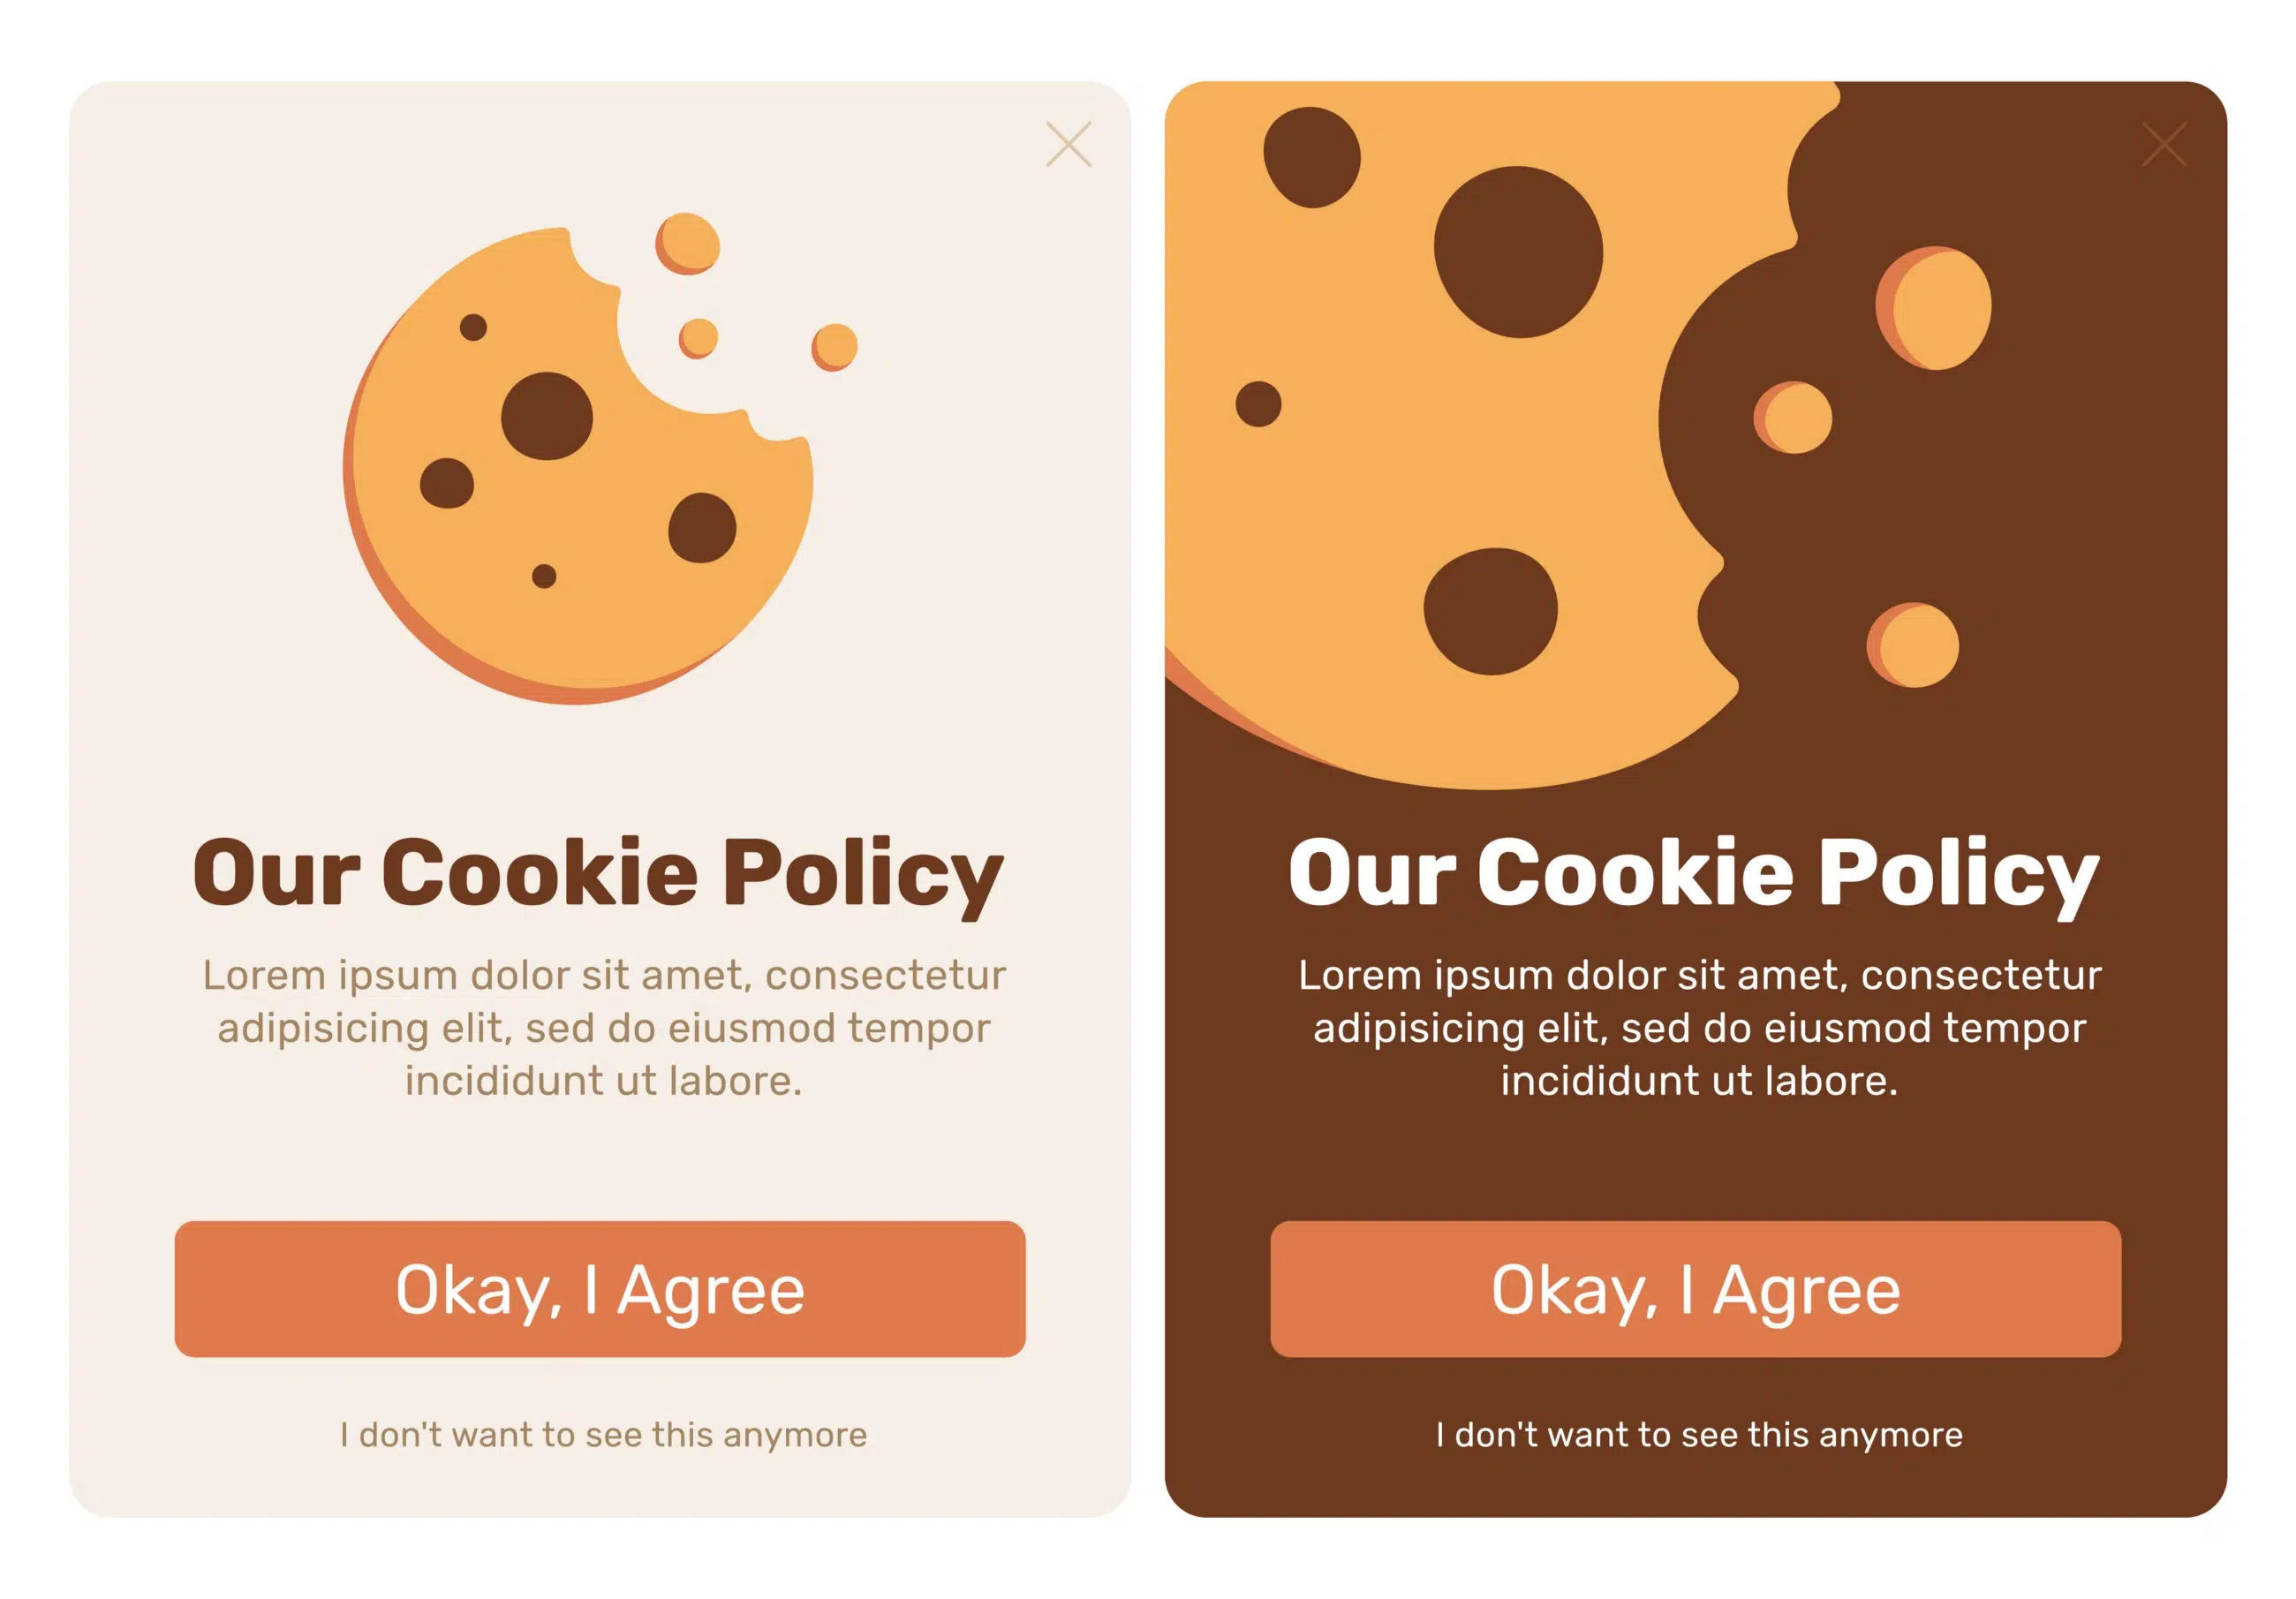 Our Cookie Policy
Lorem ipsum dolor sit amet, consectetur
adipisicing elit, sed do eiusmod tempor
incididunt ut labore.
Okay, I Agree
I don't want to see this anymore
Our Cookie Policy
Lorem ipsum dolor sit amet, consectetur
adipisicing elit, sed do eiusmod tempor
incididunt ut labore.
Okay, I Agree
I don't want to see this anymore